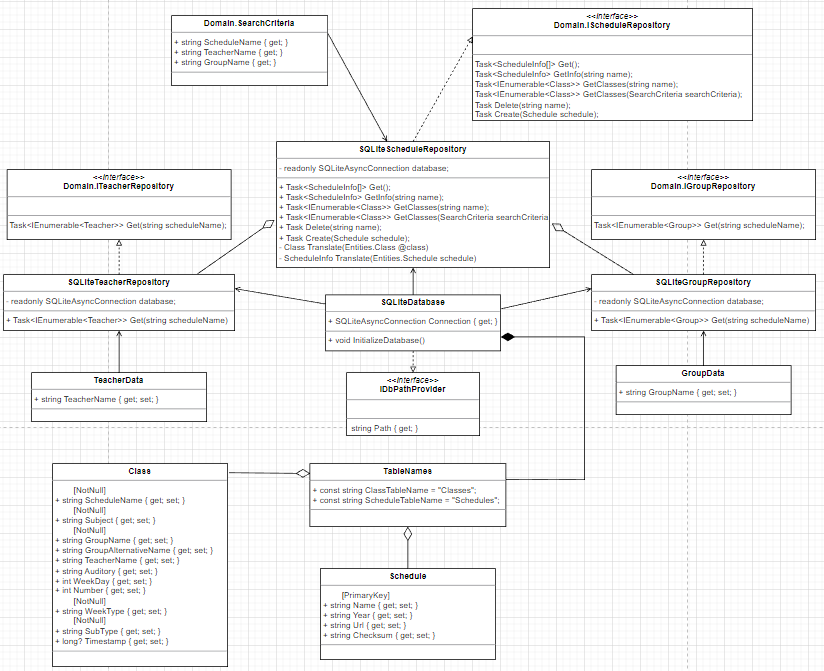 Domain.SearchCriteria
+ string ScheduleName { get; }
+ string TeacherName { get; }
+ string GroupName { get; }
<<Interface>>
Domain.IScheduleRepository
Task<ScheduleInfo[]> Get();
Task<ScheduleInfo> GetInfo(string name);
Task<IEnumerable<Class>> GetClasses(string name);
Task<IEnumerable<Class>> GetClasses(SearchCriteria searchCriteria);
Task Delete(string name);
Task Create(Schedule schedule);
SQLiteScheduleRepository
- readonly SQLiteAsyncConnection database;
+ Task<ScheduleInfo[]> Get();
+ Task<ScheduleInfo> GetInfo(string name);
+ Task<IEnumerable<Class>> GetClasses(string name);
+ Task<IEnumerable<Class>> GetClasses(SearchCriteria searchCriteria
+ Task Delete(string name);
+ Task Create(Schedule schedule);
- Class Translate(Entities.Class @class)
- ScheduleInfo Translate(Entities.Schedule schedule)
<<Interface>>
Domain.ITeacherRepository
Task<IEnumerable<Teacher>> Get(string scheduleName);
<<Interface>>
Domain.IGroupRepository
Task<IEnumerable<Group>> Get(string scheduleName);
SQLiteTeacherRepository
- readonly SQLiteAsyncConnection database;
+ Task<IEnumerable<Teacher>> Get(string scheduleName)
SQLiteDatabase
+ SQLiteAsyncConnection Connection { get; }
+ void InitializeDatabase()
SQLiteGroupRepository
- readonly SQLiteAsyncConnection database;
+ Task<IEnumerable<Group>> Get(string scheduleName)
TeacherData
+ string TeacherName { get; set; }
<<Interface>>
IDbPathProvider
string Path { get; }
GroupData
+ string GroupName { get; set; }
Class
[NotNull]
+ string ScheduleName { get; set; }
[NotNull]
+ string Subject { get; set; }
[NotNull]
+ string GroupName { get; set; }
+ string GroupAlternativeName { get; set; }
+ string TeacherName { get; set; }
+ string Auditory { get; set; }
+ int WeekDay { get; set; }
+ int Number { get; set; }
[NotNull]
+ string WeekType { get; set; }
[NotNull]
+ string SubType { get; set; }
+ long? Timestamp { get; set; }
TableNames
+ const string ClassTableName = "Classes";
+ const string ScheduleTableName = "Schedules";
Schedule
[PrimaryKey]
+ string Name { get; set; }
+ string Year { get; set; }
+ string Url { get; set; }
+ string Checksum { get; set; }